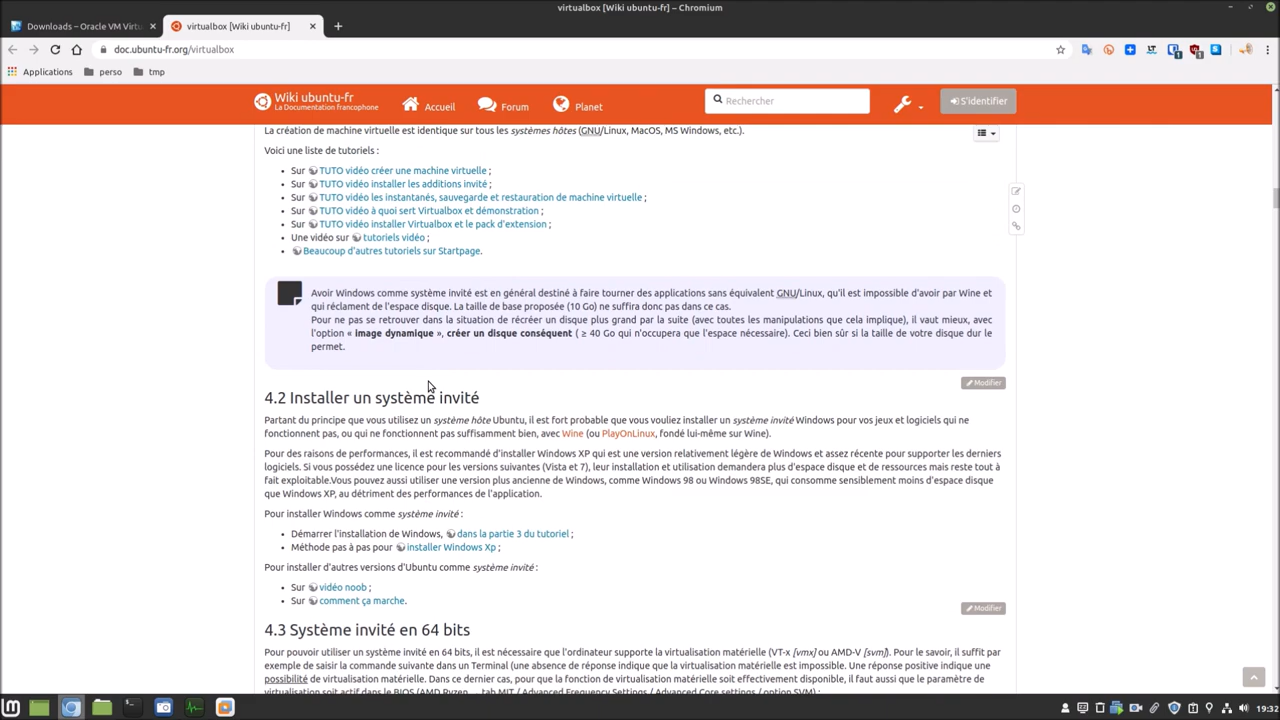 virtualbox [Wiki ubuntu-fr] – Chromium
Downloads – Oracle VM Virtu
virtualbox [Wiki ubuntu-fr]
doc.ubuntu-fr.org/virtualbox
Applications
perso
tmp
Wiki ubuntu-fr
La Documentation francophone
Accueil
Forum
Planet
Rechercher
S'identifier
La création de machine virtuelle est identique sur tous les systèmes hôtes (GNU/Linux, MacOS, MS Windows, etc.).
Voici une liste de tutoriels :
Sur TUTO vidéo créer une machine virtuelle ;
Sur TUTO vidéo installer les additions invité ;
Sur TUTO vidéo les instantanés, sauvegarde et restauration de machine virtuelle ;
Sur TUTO vidéo à quoi sert Virtualbox et démonstration ;
Sur TUTO vidéo installer Virtualbox et le pack d'extension ;
Une vidéo sur tutoriels vidéo ;
Beaucoup d'autres tutoriels sur Startpage.
Avoir Windows comme système invité est en général destiné à faire tourner des applications sans équivalent GNU/Linux, qu'il est impossible d'avoir par Wine et
qui réclament de l'espace disque. La taille de base proposée (10 Go) ne suffira donc pas dans ce cas.
Pour ne pas se retrouver dans la situation de récréer un disque plus grand par la suite (avec toutes les manipulations que cela implique), il vaut mieux, avec
l'option « image dynamique », créer un disque conséquent ( ≥ 40 Go qui n'occupera que l'espace nécessaire). Ceci bien sûr si la taille de votre disque dur le
permet.
Modifier
4.2 Installer un système invité
Partant du principe que vous utilisez un système hôte Ubuntu, il est fort probable que vous vouliez installer un système invité Windows pour vos jeux et logiciels qui ne
fonctionnent pas, ou qui ne fonctionnent pas suffisamment bien, avec Wine (ou PlayOnLinux, fondé lui-même sur Wine).
Pour des raisons de performances, il est recommandé d'installer Windows XP qui est une version relativement légère de Windows et assez récente pour supporter les derniers
logiciels. Si vous possédez une licence pour les versions suivantes (Vista et 7), leur installation et utilisation demandera plus d'espace disque et de ressources mais reste tout à
fait exploitable.Vous pouvez aussi utiliser une version plus ancienne de Windows, comme Windows 98 ou Windows 98SE, qui consomme sensiblement moins d'espace disque
que Windows XP, au détriment des performances de l'application.
Pour installer Windows comme système invité :
Démarrer l'installation de Windows, dans la partie 3 du tutoriel ;
Méthode pas à pas pour installer Windows Xp ;
Pour installer d'autres versions d'Ubuntu comme système invité :
Sur vidéo noob ;
Sur comment ça marche.
Modifier
4.3 Système invité en 64 bits
Pour pouvoir utiliser un système invité en 64 bits, il est nécessaire que l'ordinateur supporte la virtualisation matérielle (VT-x [vmx] ou AMD-V [svm]). Pour le savoir, il suffit par
exemple de saisir la commande suivante dans un Terminal (une absence de réponse indique que la virtualisation matérielle est impossible. Une réponse positive indique une
possibilité de virtualisation matérielle. Dans ce dernier cas, pour que la fonction de virtualisation matérielle soit effectivement disponible, il faut aussi que le paramètre de
virtualisation soit actif dans le BIOS (AMD Ryzen ... tab MIT / Advanced Frequency Settings / Advanced Core settings / option SVM) :
19:32